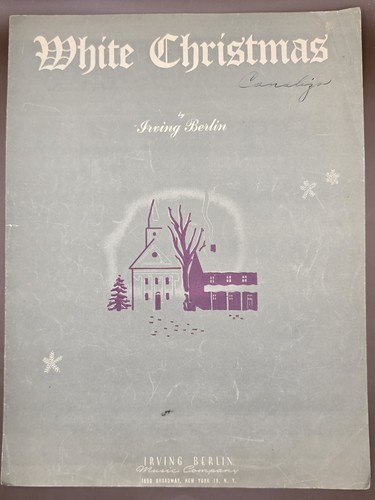 White Christmas
by
Irving Berlin
IRVING BERLIN
Music Company